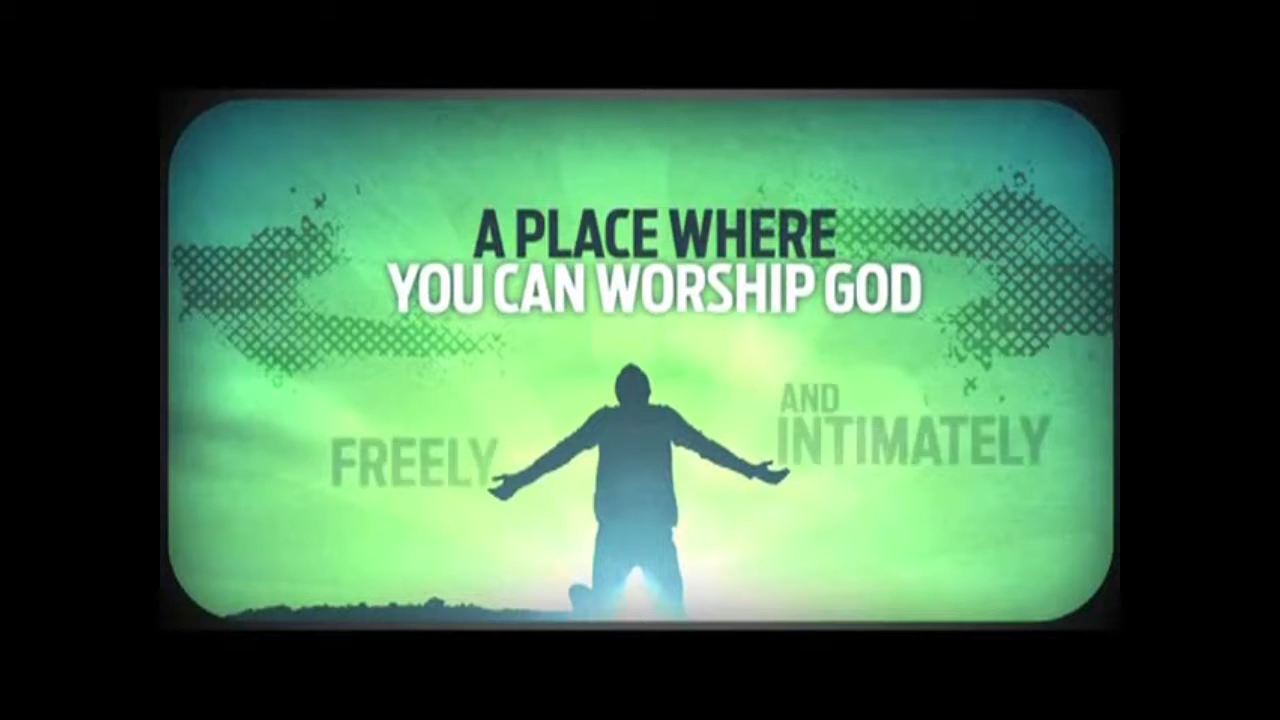 A PLACE WHERE
YOU CAN WORSHIP GOD
FREELY
AND
INTIMATELY